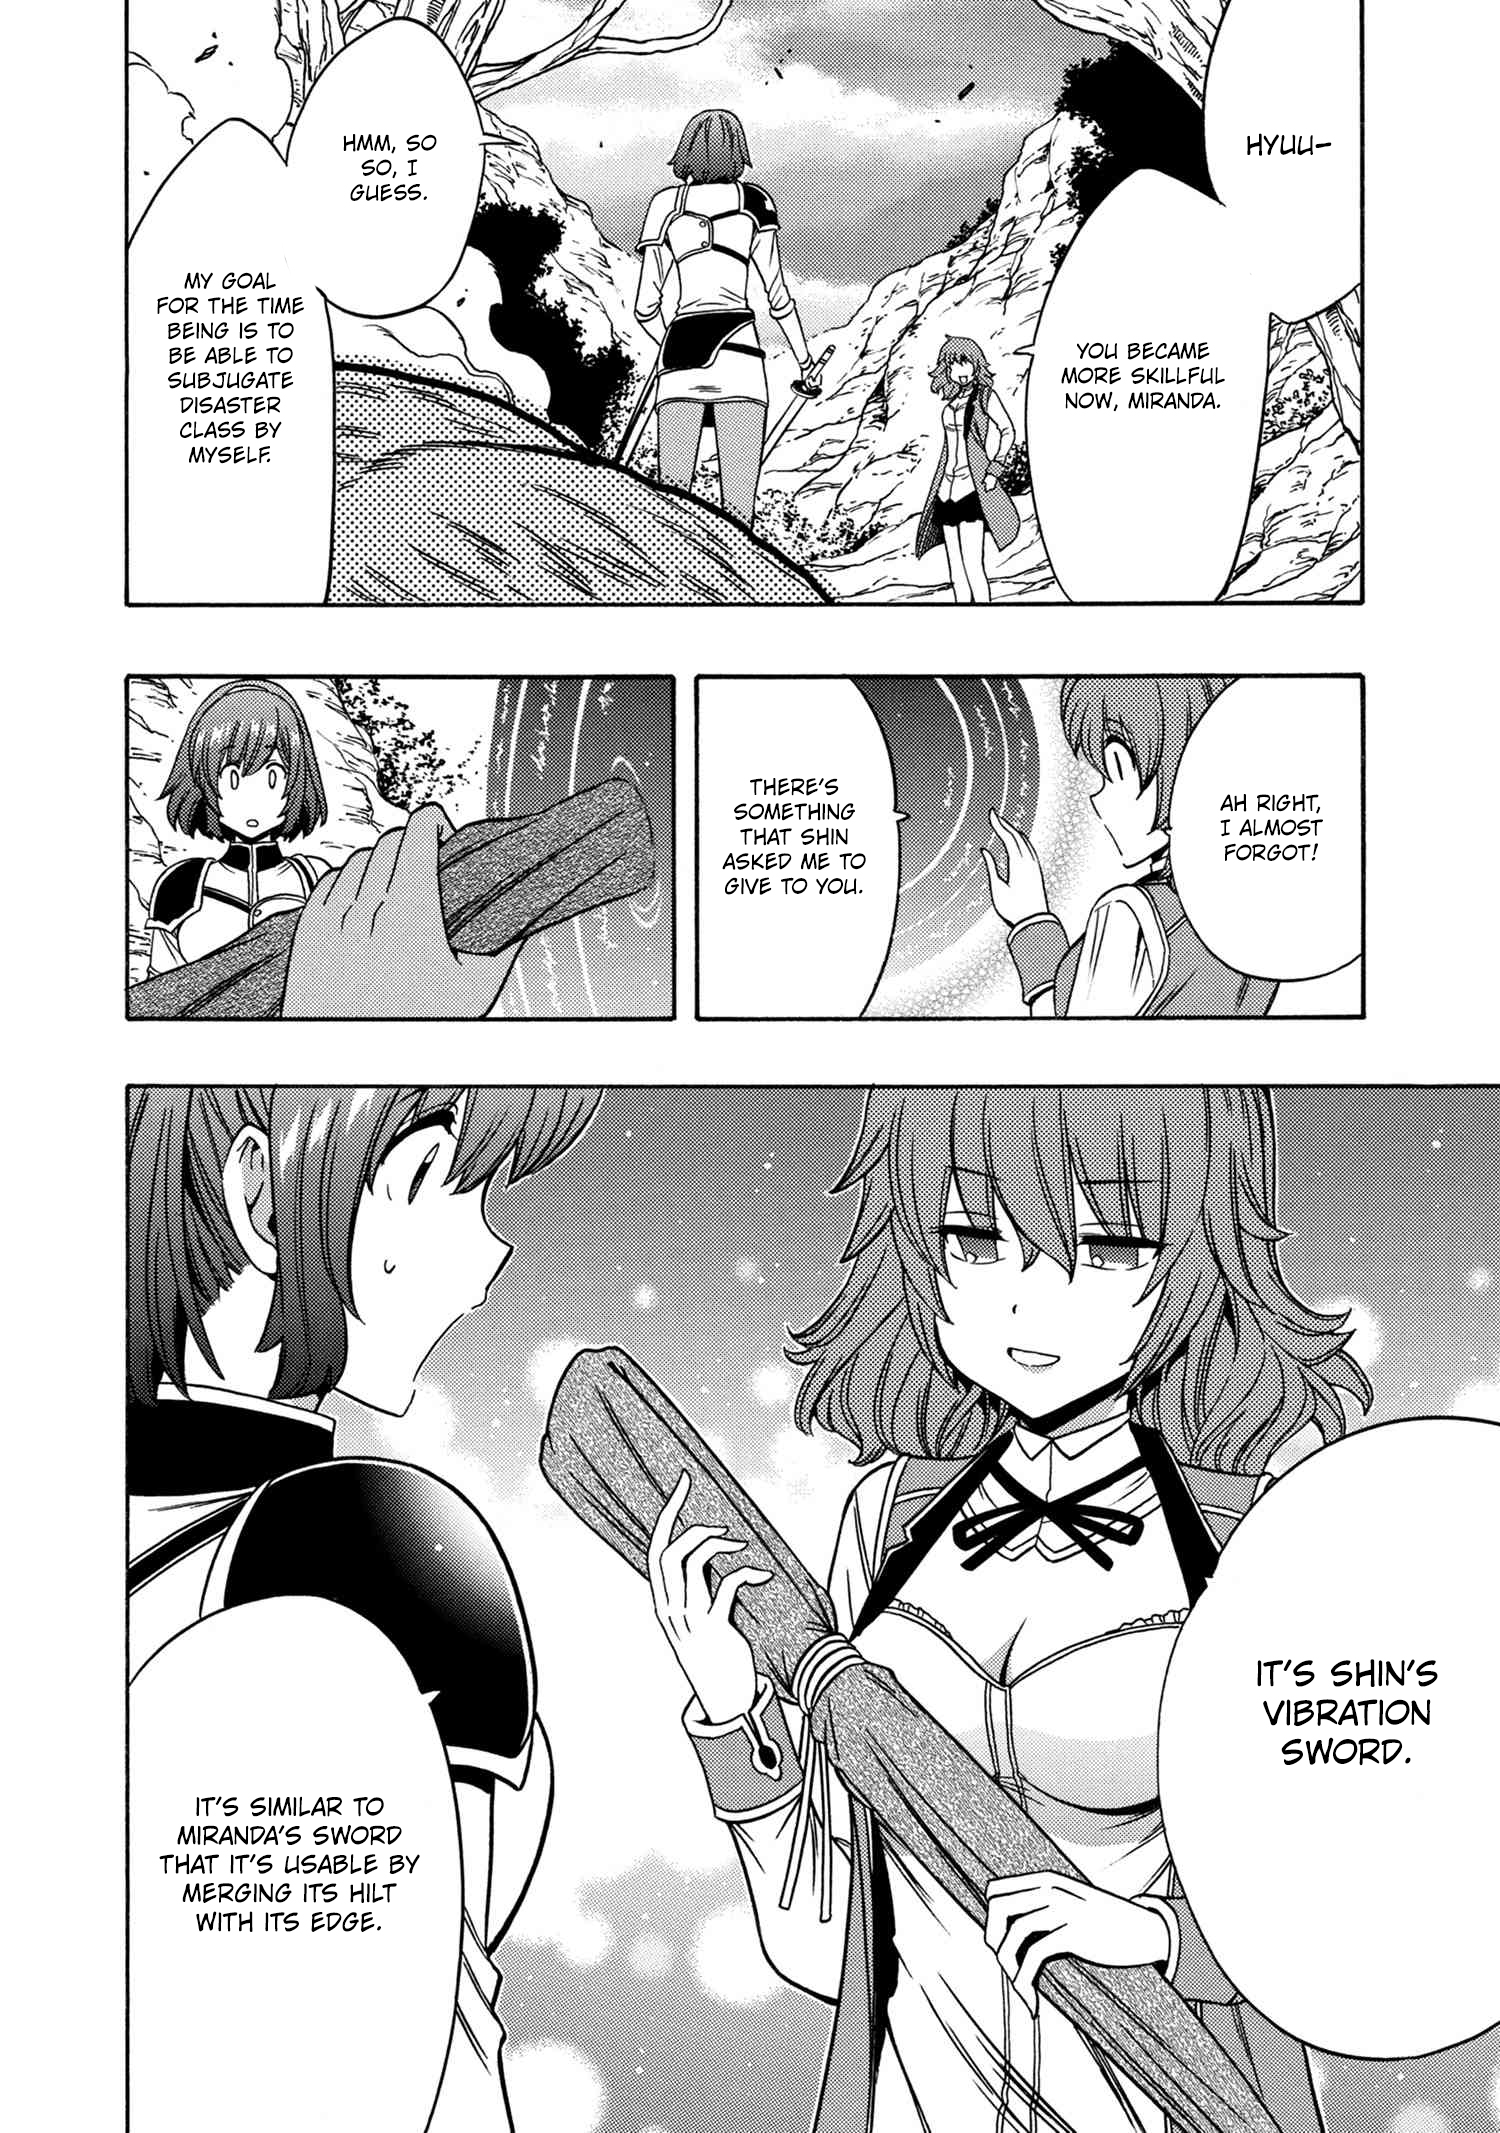 HYUU-
YOU BECAME
MORE SKILLFUL
NOW, MIRANDA.
HMM, SO
SO, I
GUESS.
MY GOAL
FOR THE TIME
BEING IS TO
BE ABLE TO
SUBJUGATE
DISASTER
CLASS BY
MYSELF.
AH RIGHT,
I ALMOST
FORGOT!
THERE'S
SOMETHING
THAT SHIN
ASKED ME TO
GIVE TO YOU.
IT'S SHIN'S
VIBRATION
SWORD.
IT'S SIMILAR TO
MIRANDA'S SWORD
THAT IT'S USABLE BY
MERGING ITS HILT
WITH ITS EDGE.